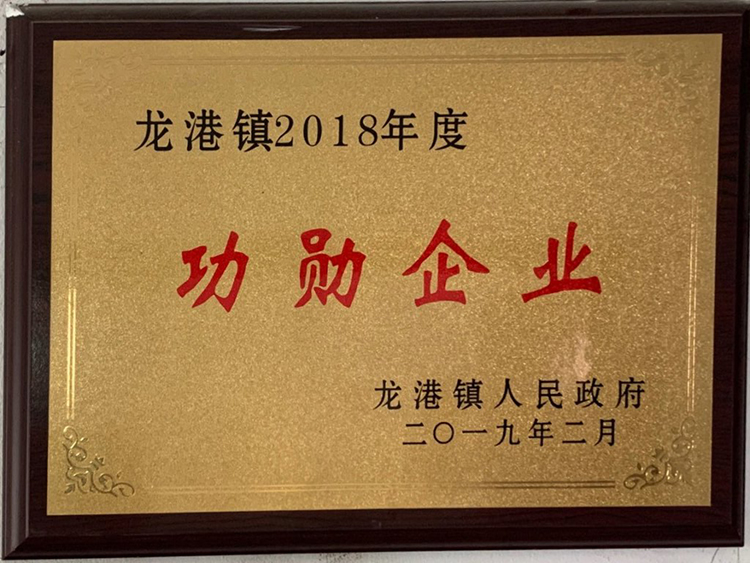 龙港镇2018年度
功勋企业
龙港镇人民政府
二〇一九年二月